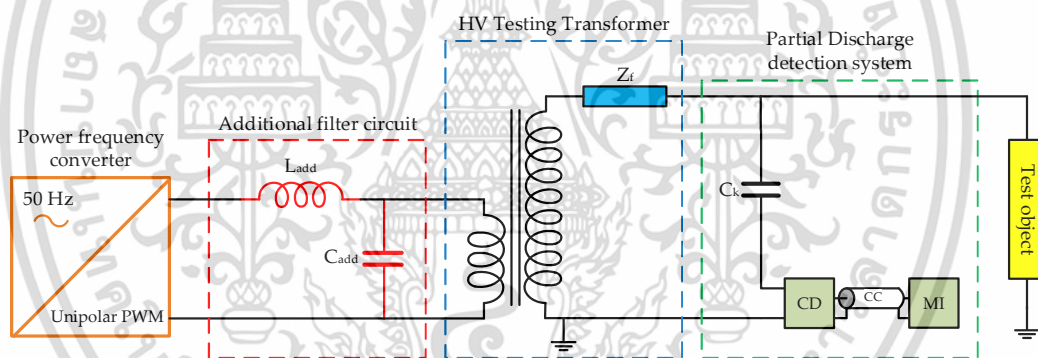 HV Testing Transformer
Partial Discharge
detection system
Zf
Additional filter circuit
Power frequency
converter
Ladd
50 Hz
Ck
Test object
Cadd
CD
CC
MI
Unipolar PWM